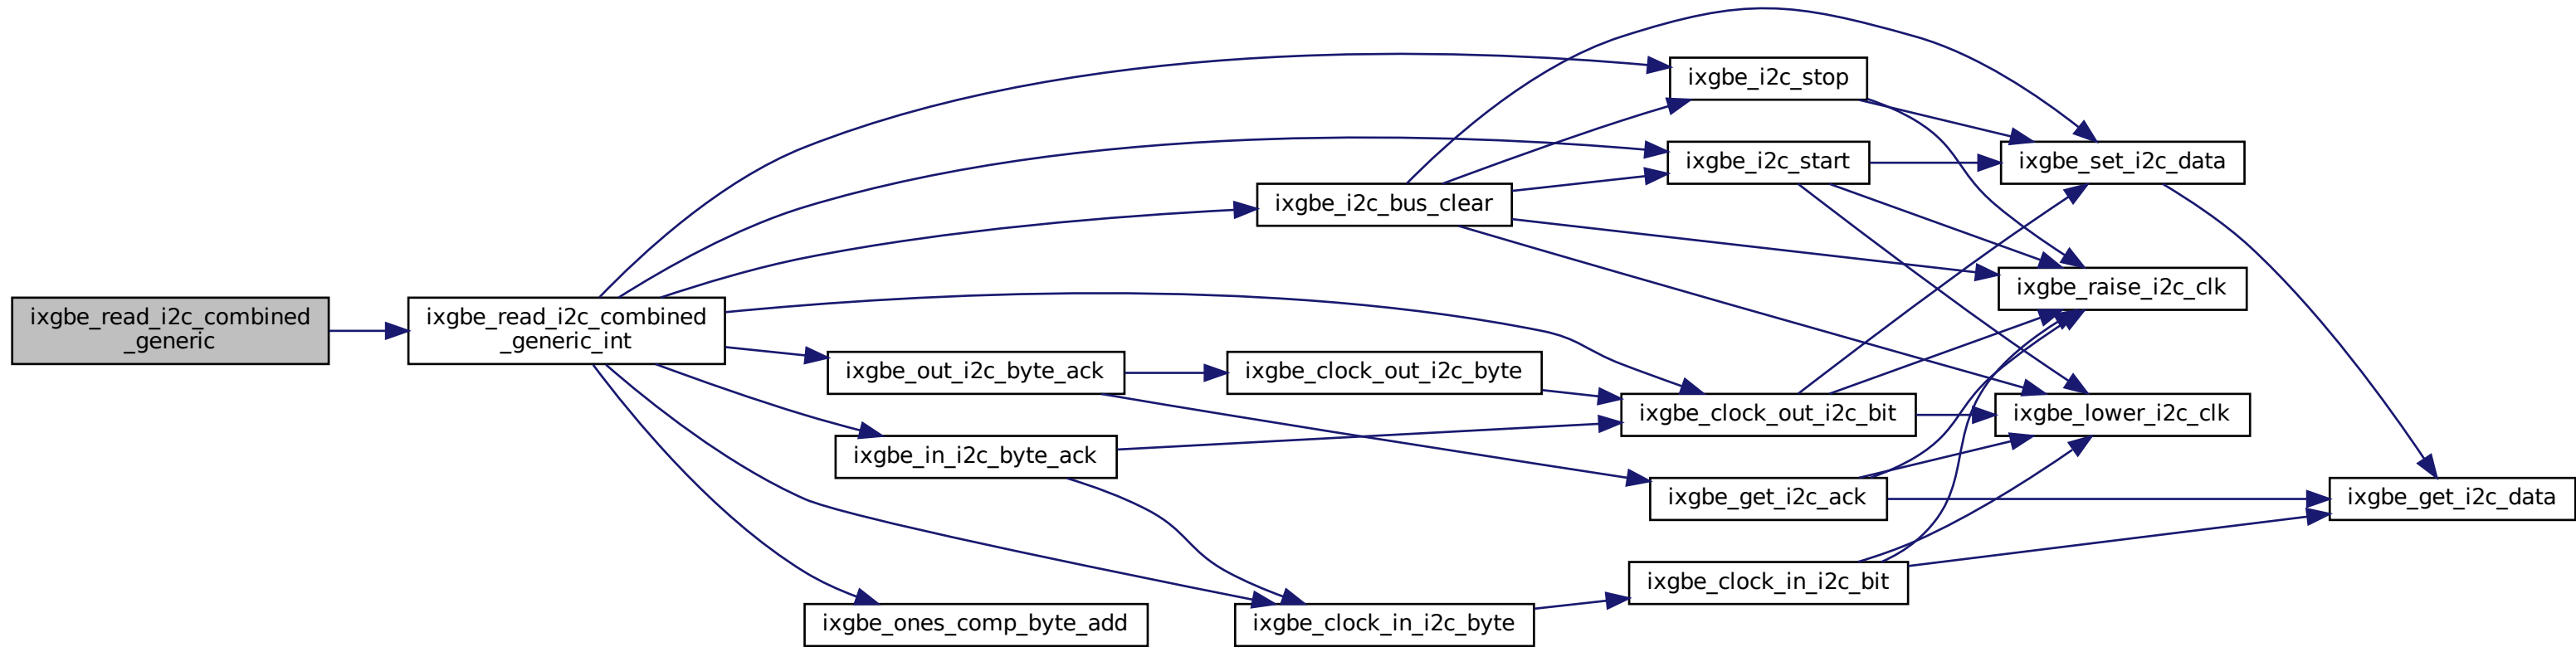 ixgbe_read_i2c_combined
_generic
ixgbe_read_i2c_combined
_generic_int
ixgbe_i2c_bus_clear
ixgbe_out_i2c_byte_ack
ixgbe_clock_out_i2c_byte
ixgbe_in_i2c_byte_ack
ixgbe_ones_comp_byte_add
ixgbe_clock_in_i2c_byte
ixgbe_i2c_stop
ixgbe_i2c_start
ixgbe_clock_out_i2c_bit
ixgbe_get_i2c_ack
ixgbe_clock_in_i2c_bit
ixgbe_set_i2c_data
ixgbe_raise_i2c_clk
ixgbe_lower_i2c_clk
ixgbe_get_i2c_data